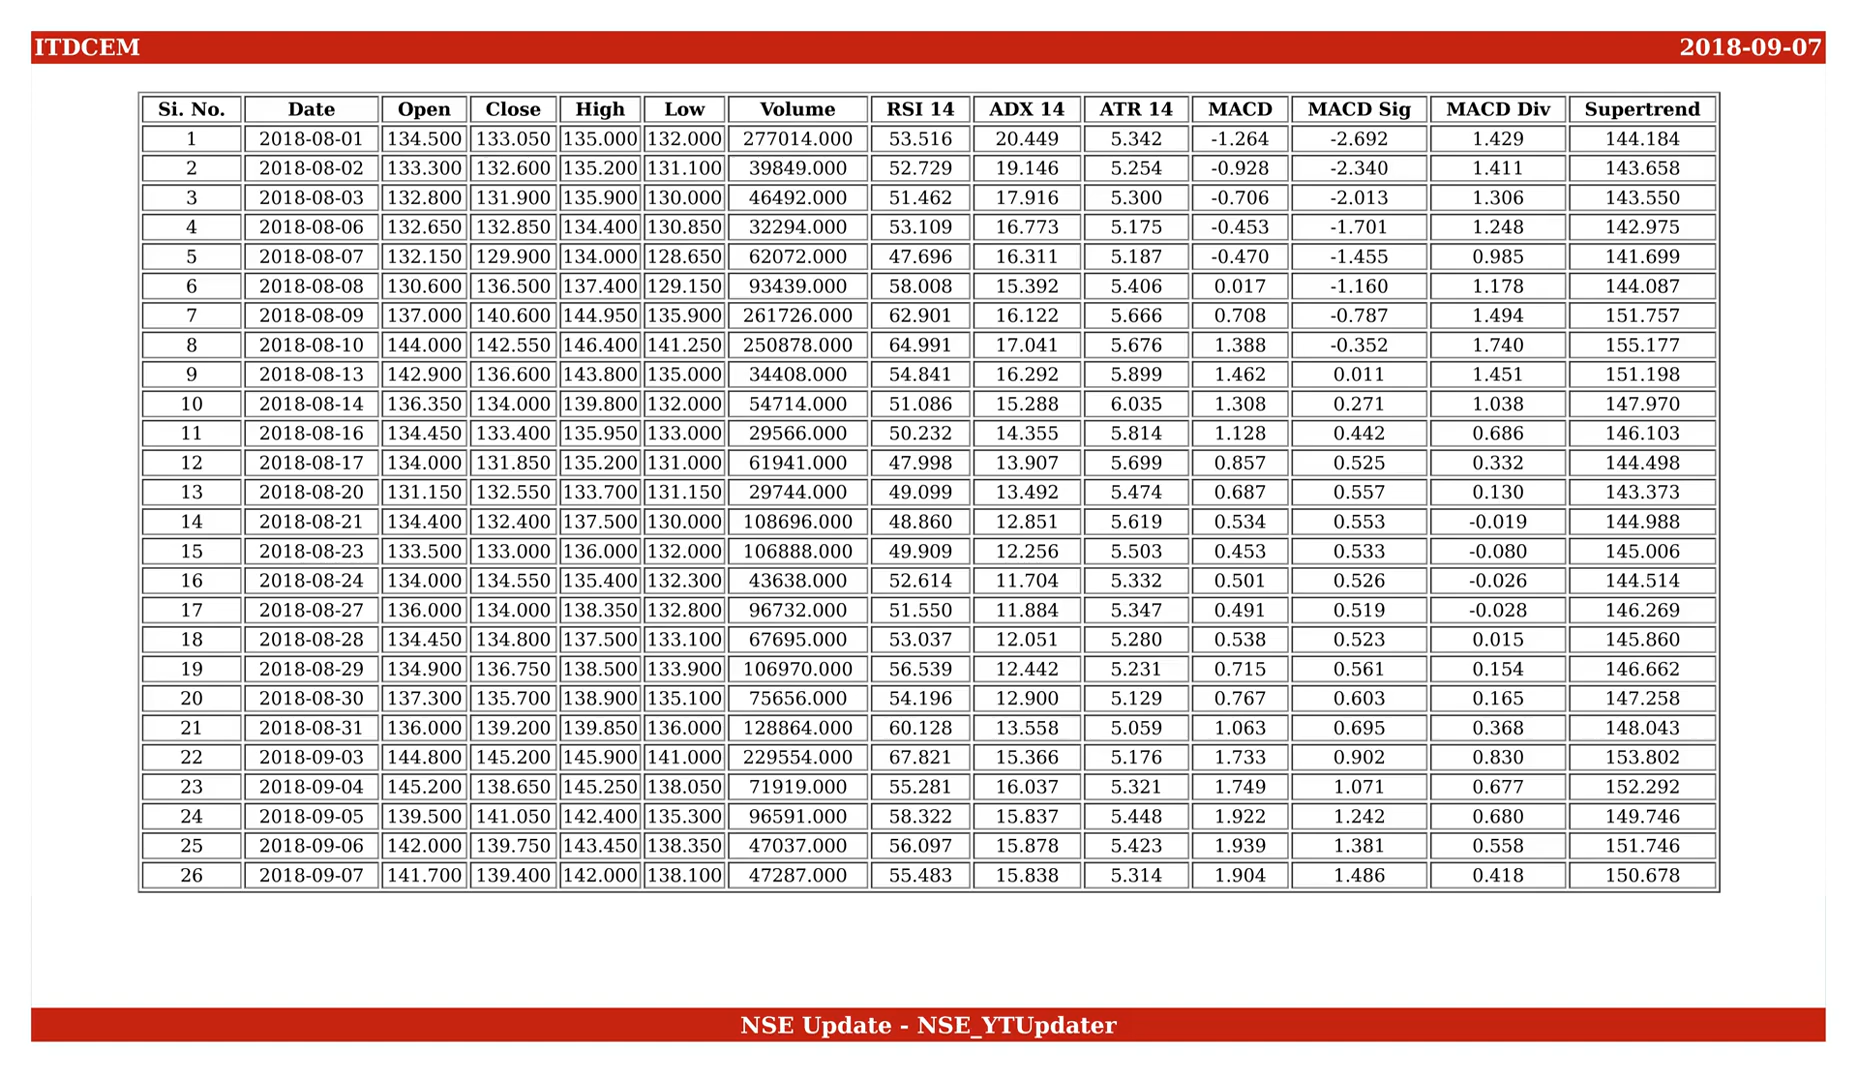 ITDCEM 2018-09-07
Si. No. Date Open Close High Low Volume RSI 14 ADX 14 ATR 14 MACD MACD Sig MACD Div Supertrend
1 2018-08-01 134.500 133.050 135.000 132.000 277014.000 53.516 20.449 5.342 -1.264 -2.692 1.429 144.184
2 2018-08-02 133.300 132.600 135.200 131.100 39849.000 52.729 19.146 5.254 -0.928 -2.340 1.411 143.658
3 2018-08-03 132.800 131.900 135.900 130.000 46492.000 51.462 17.916 5.300 -0.706 -2.013 1.306 143.550
4 2018-08-06 132.650 132.850 134.400 130.850 32294.000 53.109 16.773 5.175 -0.453 -1.701 1.248 142.975
5 2018-08-07 132.150 129.900 134.000 128.650 62072.000 47.696 16.311 5.187 -0.470 -1.455 0.985 141.699
6 2018-08-08 130.600 136.500 137.400 129.150 93439.000 58.008 15.392 5.406 0.017 -1.160 1.178 144.087
7 2018-08-09 137.000 140.600 144.950 135.900 261726.000 62.901 16.122 5.666 0.708 -0.787 1.494 151.757
8 2018-08-10 144.000 142.550 146.400 141.250 250878.000 64.991 17.041 5.676 1.388 -0.352 1.740 155.177
9 2018-08-13 142.900 136.600 143.800 135.000 34408.000 54.841 16.292 5.899 1.462 0.011 1.451 151.198
10 2018-08-14 136.350 134.000 139.800 132.000 54714.000 51.086 15.288 6.035 1.308 0.271 1.038 147.970
11 2018-08-16 134.450 133.400 135.950 133.000 29566.000 50.232 14.355 5.814 1.128 0.442 0.686 146.103
12 2018-08-17 134.000 131.850 135.200 131.000 61941.000 47.998 13.907 5.699 0.857 0.525 0.332 144.498
13 2018-08-20 131.150 132.550 133.700 131.150 29744.000 49.099 13.492 5.474 0.687 0.557 0.130 143.373
14 2018-08-21 134.400 132.400 137.500 130.000 108696.000 48.860 12.851 5.619 0.534 0.553 -0.019 144.988
15 2018-08-23 133.500 133.000 136.000 132.000 106888.000 49.909 12.256 5.503 0.453 0.533 -0.080 145.006
16 2018-08-24 134.000 134.550 135.400 132.300 43638.000 52.614 11.704 5.332 0.501 0.526 -0.026 144.514
17 2018-08-27 136.000 134.000 138.350 132.800 96732.000 51.550 11.884 5.347 0.491 0.519 -0.028 146.269
18 2018-08-28 134.450 134.800 137.500 133.100 67695.000 53.037 12.051 5.280 0.538 0.523 0.015 145.860
19 2018-08-29 134.900 136.750 138.500 133.900 106970.000 56.539 12.442 5.231 0.715 0.561 0.154 146.662
20 2018-08-30 137.300 135.700 138.900 135.100 75656.000 54.196 12.900 5.129 0.767 0.603 0.165 147.258
21 2018-08-31 136.000 139.200 139.850 136.000 128864.000 60.128 13.558 5.059 1.063 0.695 0.368 148.043
22 2018-09-03 144.800 145.200 145.900 141.000 229554.000 67.821 15.366 5.176 1.733 0.902 0.830 153.802
23 2018-09-04 145.200 138.650 145.250 138.050 71919.000 55.281 16.037 5.321 1.749 1.071 0.677 152.292
24 2018-09-05 139.500 141.050 142.400 135.300 96591.000 58.322 15.837 5.448 1.922 1.242 0.680 149.746
25 2018-09-06 142.000 139.750 143.450 138.350 47037.000 56.097 15.878 5.423 1.939 1.381 0.558 151.746
26 2018-09-07 141.700 139.400 142.000 138.100 47287.000 55.483 15.838 5.314 1.904 1.486 0.418 150.678
NSE Update - NSE_YTUpdater